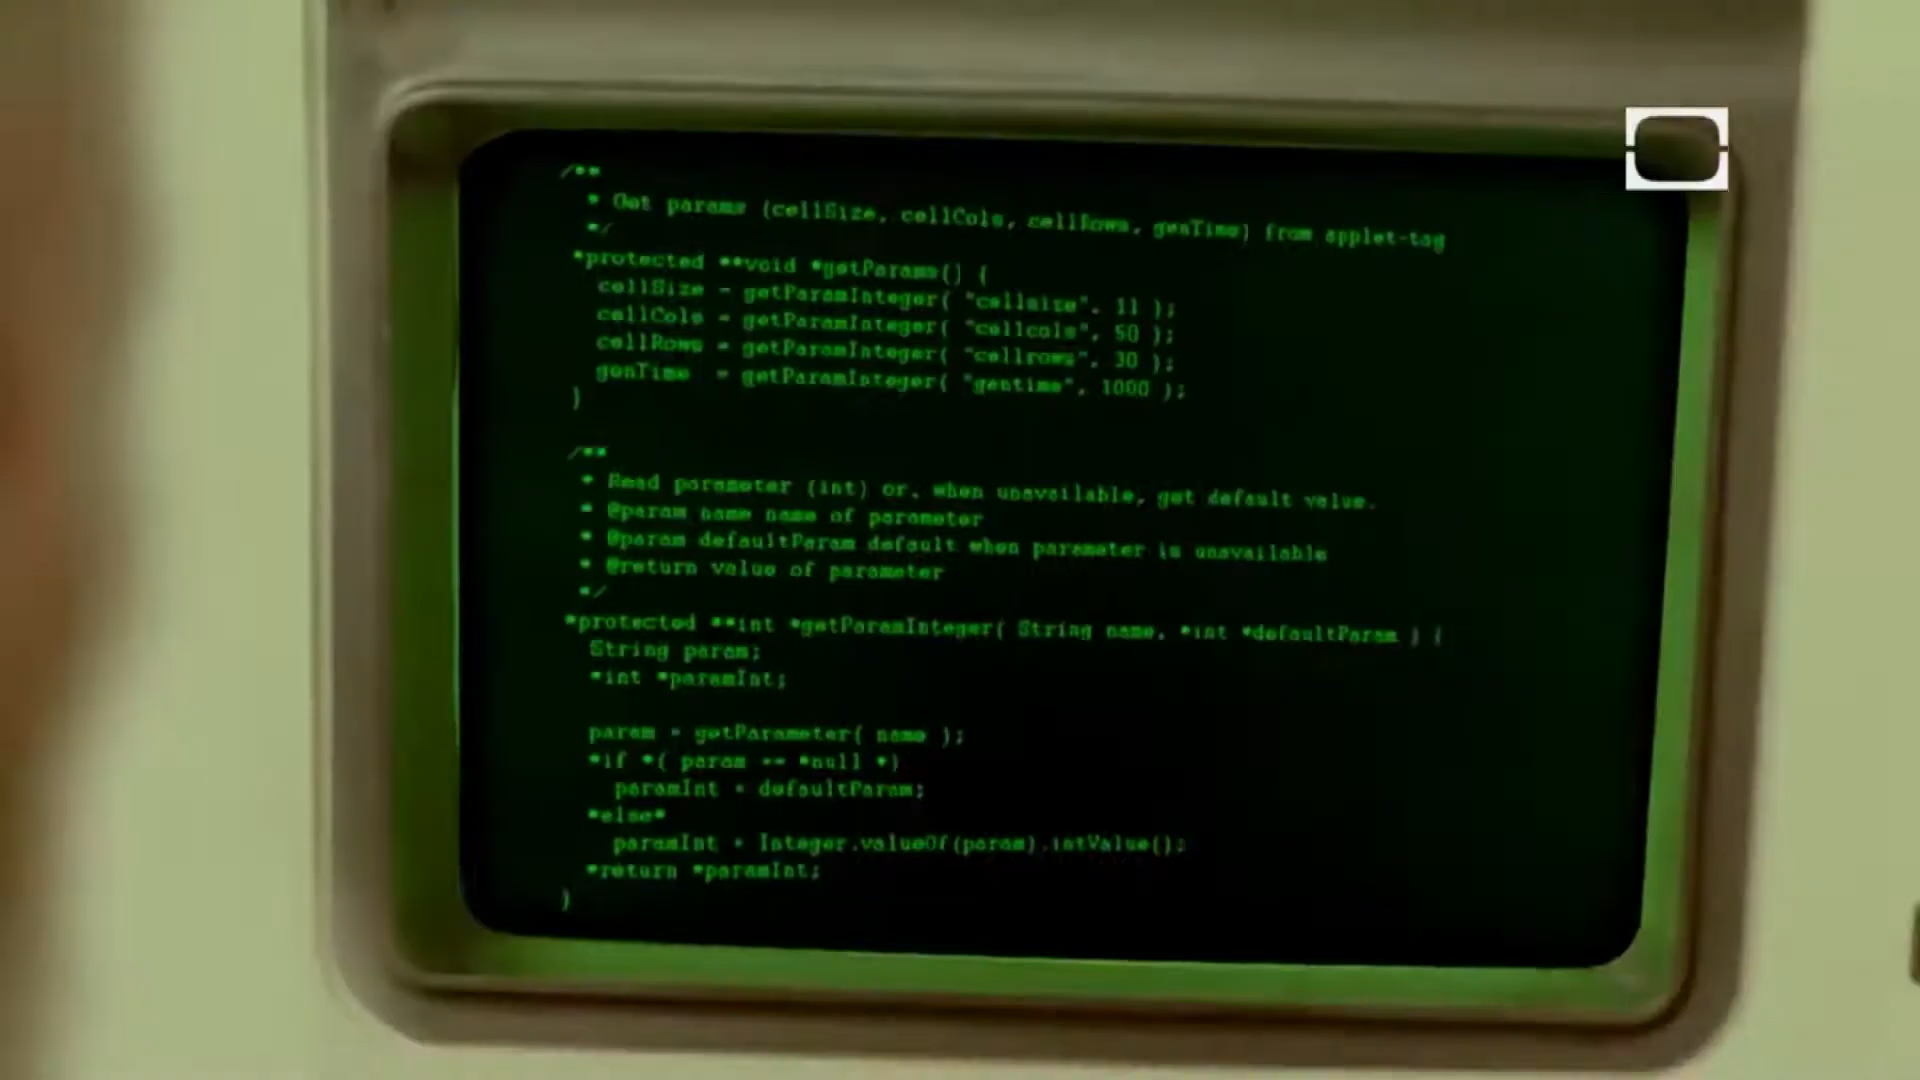 /**
* Get params (cellSize, cellCols, cellRows, genTime) from applet-tag
*/
*protected **void *getParams() {
cellSize = getParamInteger( "cellsize", 11 );
cellCols = getParamInteger( "cellcols", 50 );
cellRows = getParamInteger( "cellrows", 30 );
genTime  = getParamInteger( "gentime", 1000 );
}
/**
* Read parameter (int) or, when unavailable, get default value.
* @param name name of parameter
* @param defaultParam default when parameter is unavailable
* @return value of parameter
*/
*protected **int *getParamInteger( String name, *int *defaultParam ) {
String param;
*int *paramInt;
param = getParameter( name );
*if *( param == *null *)
paramInt = defaultParam;
*else*
paramInt = Integer.valueOf(param).intValue();
*return *paramInt;
}